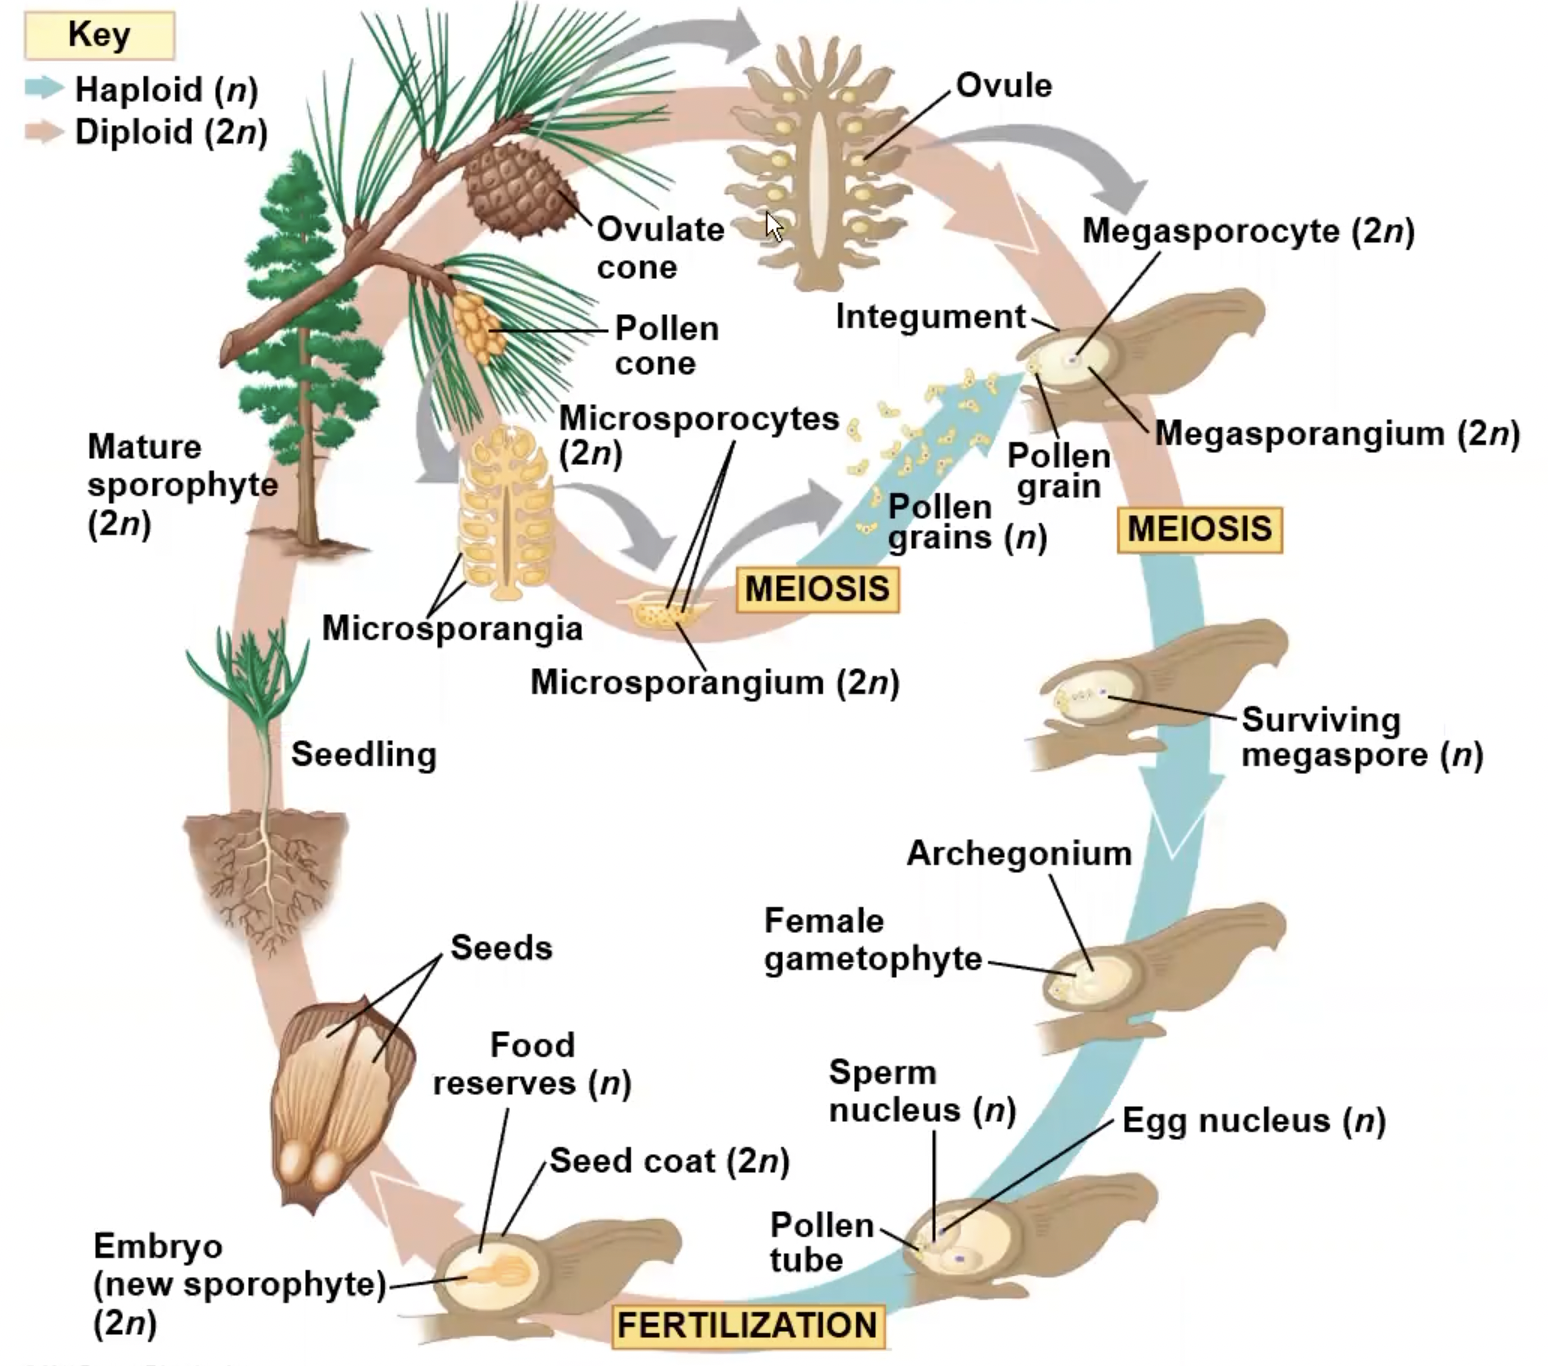 Key
Haploid (n)
Diploid (2n)
Ovule
Ovulate
cone
Megasporocyte (2n)
Integument
Pollen
cone
Microsporocytes
(2n)
Mature
sporophyte
(2n)
Megasporangium (2n)
Pollen
grain
Pollen
grains (n)
MEIOSIS
MEIOSIS
Microsporangia
Microsporangium (2n)
Surviving
megaspore (n)
Seedling
Archegonium
Female
gametophyte
Seeds
Food
reserves (n)
Sperm
nucleus (n)
Egg nucleus (n)
Seed coat (2n)
Pollen
tube
Embryo
(new sporophyte)
(2n)
FERTILIZATION